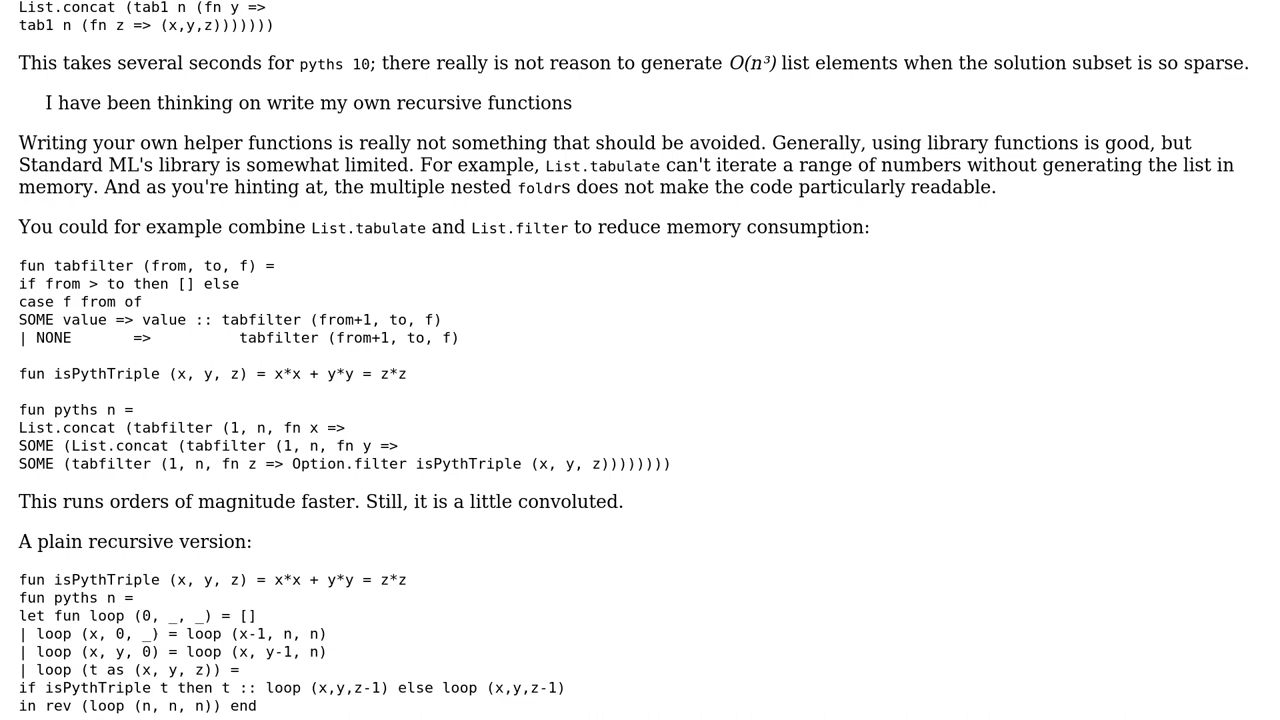 List.concat (tab1 n (fn y =>
tab1 n (fn z => (x,y,z)))))))
This takes several seconds for pyths 10; there really is not reason to generate O(n³) list elements when the solution subset is so sparse.
I have been thinking on write my own recursive functions
Writing your own helper functions is really not something that should be avoided. Generally, using library functions is good, but
Standard ML's library is somewhat limited. For example, List.tabulate can't iterate a range of numbers without generating the list in
memory. And as you're hinting at, the multiple nested foldrs does not make the code particularly readable.
You could for example combine List.tabulate and List.filter to reduce memory consumption:
fun tabfilter (from, to, f) =
if from > to then [] else
case f from of
SOME value => value :: tabfilter (from+1, to, f)
| NONE       =>          tabfilter (from+1, to, f)
fun isPythTriple (x, y, z) = x*x + y*y = z*z
fun pyths n =
List.concat (tabfilter (1, n, fn x =>
SOME (List.concat (tabfilter (1, n, fn y =>
SOME (tabfilter (1, n, fn z => Option.filter isPythTriple (x, y, z))))))))
This runs orders of magnitude faster. Still, it is a little convoluted.
A plain recursive version:
fun isPythTriple (x, y, z) = x*x + y*y = z*z
fun pyths n =
let fun loop (0, _, _) = []
| loop (x, 0, _) = loop (x-1, n, n)
| loop (x, y, 0) = loop (x, y-1, n)
| loop (t as (x, y, z)) =
if isPythTriple t then t :: loop (x,y,z-1) else loop (x,y,z-1)
in rev (loop (n, n, n)) end